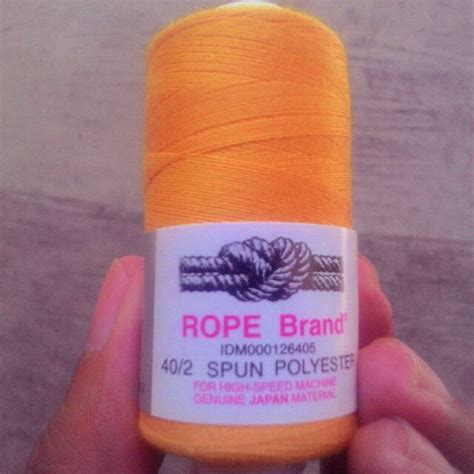 ROPE Brand®
IDM000126405
40/2 SPUN POLYESTER
FOR HIGH-SPEED MACHINE
GENUINE JAPAN MATERIAL